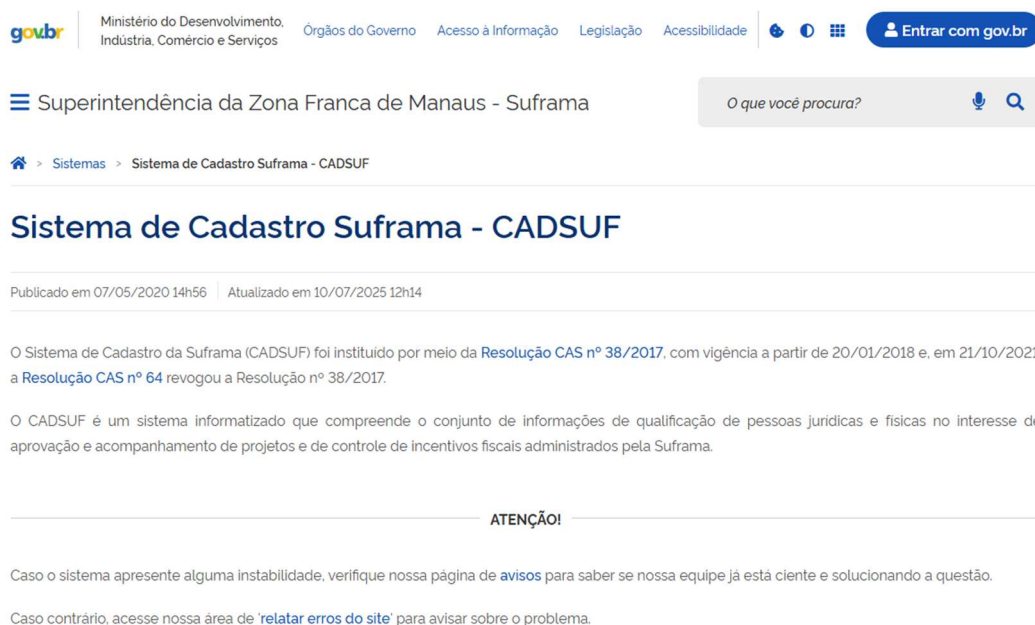 gov.br
Ministério do Desenvolvimento,
Indústria, Comércio e Serviços
Órgãos do Governo Acesso à Informação Legislação Acessibilidade
Entrar com gov.br
Superintendência da Zona Franca de Manaus - Suframa
O que você procura?
> Sistemas > Sistema de Cadastro Suframa - CADSUF
Sistema de Cadastro Suframa - CADSUF
Publicado em 07/05/2020 14h56 Atualizado em 10/07/2025 12h14
O Sistema de Cadastro da Suframa (CADSUF) foi instituído por meio da Resolução CAS nº 38/2017, com vigência a partir de 20/01/2018 e, em 21/10/2021
a Resolução CAS nº 64 revogou a Resolução nº 38/2017.
O CADSUF é um sistema informatizado que compreende o conjunto de informações de qualificação de pessoas jurídicas e físicas no interesse de
aprovação e acompanhamento de projetos e de controle de incentivos fiscais administrados pela Suframa.
ATENÇÃO!
Caso o sistema apresente alguma instabilidade, verifique nossa página de avisos para saber se nossa equipe já está ciente e solucionando a questão.
Caso contrário, acesse nossa área de 'relatar erros do site' para avisar sobre o problema.